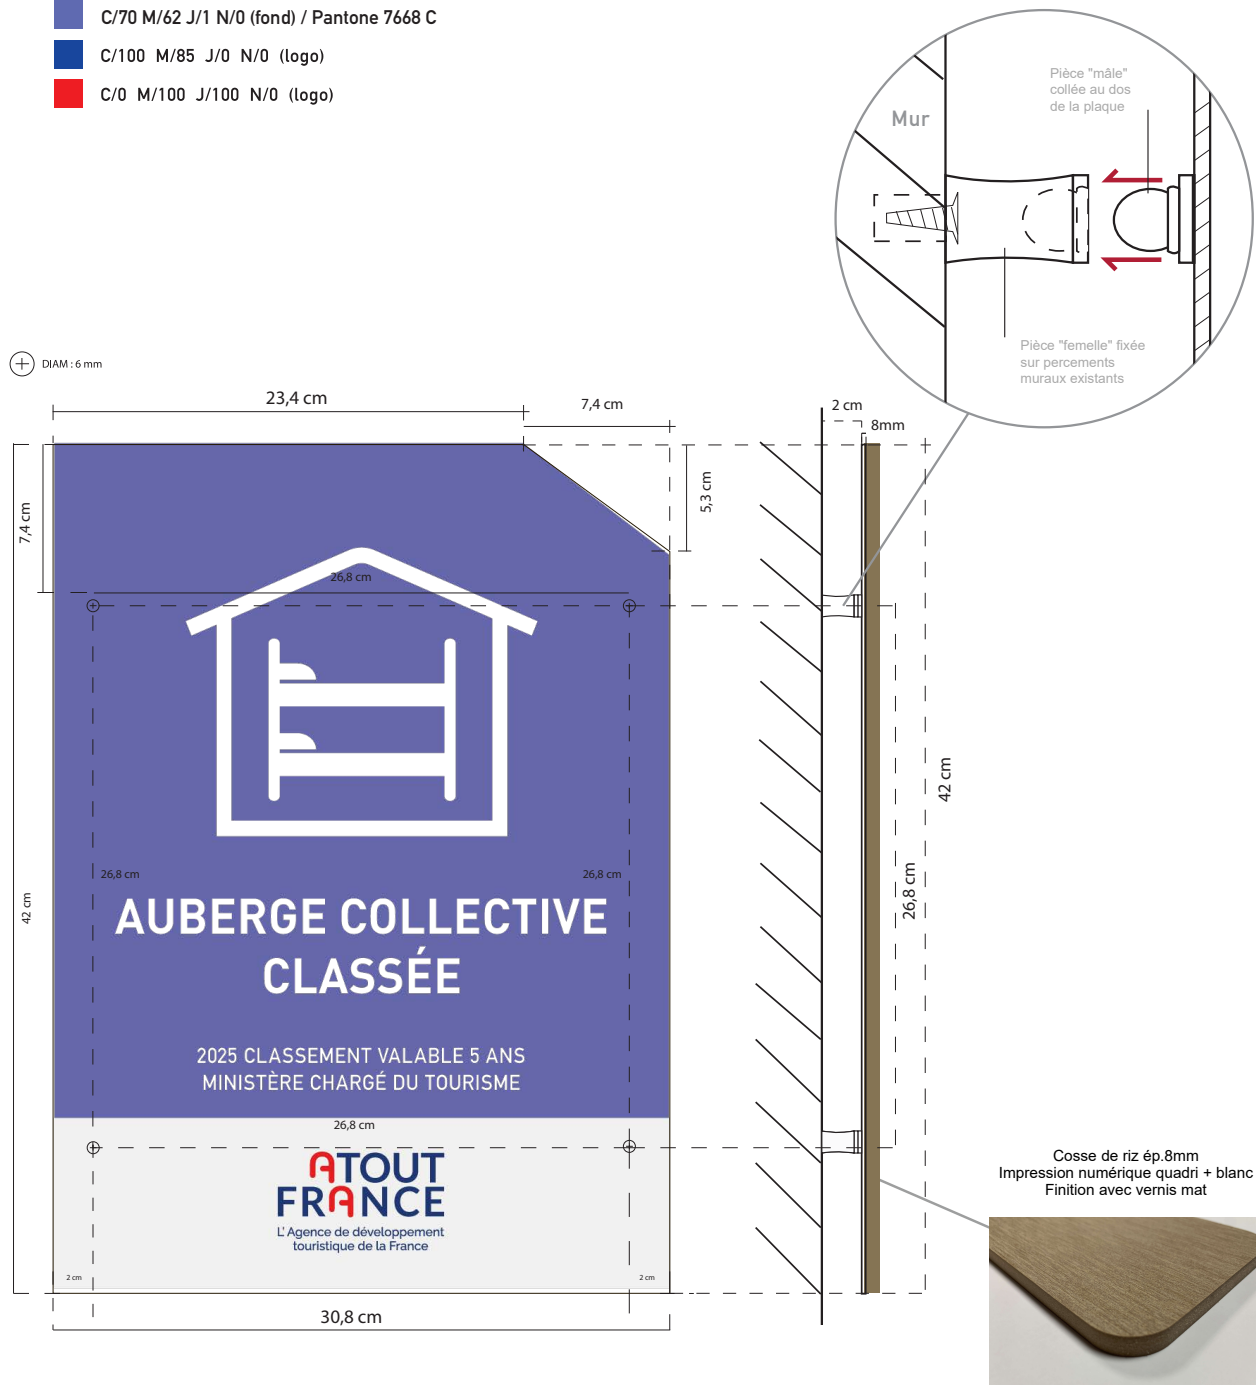 C/70 M/62 J/1 N/0 (fond) / Pantone 7668 C
C/100 M/85 J/0 N/0 (logo)
C/0 M/100 J/100 N/0 (logo)
Pièce "mâle"
collée au dos
de la plaque
Mur
Pièce "femelle" fixée
sur percements
muraux existants
DIAM : 6 mm
23,4 cm
7,4 cm
2 cm
8mm
7,4 cm
5,3 cm
26,8 cm
42 cm
26,8 cm
26,8 cm
26,8 cm
42 cm
AUBERGE COLLECTIVE
CLASSÉE
2025 CLASSEMENT VALABLE 5 ANS
MINISTÈRE CHARGÉ DU TOURISME
26,8 cm
ATOUT
FRANCE
L'Agence de développement
touristique de la France
2 cm
2 cm
30,8 cm
Cosse de riz ép.8mm
Impression numérique quadri + blanc
Finition avec vernis mat